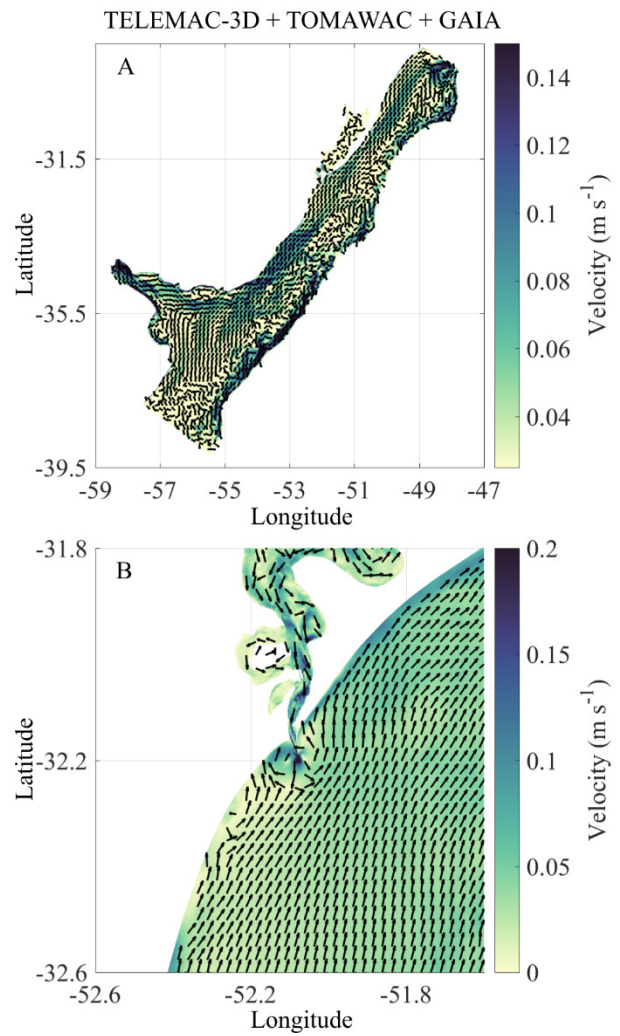 TELEMAC-3D + TOMAWAC + GAIA
A
Latitude
-31.5
-35.5
-39.5
-59 -57 -55 -53 -51 -49 -47
Longitude
0.14
0.12
0.1
0.08
0.06
0.04
Velocity (m s-1)
B
Latitude
-31.8
-32.2
-32.6
-52.6 -52.2 -51.8
Longitude
0.2
0.15
0.1
0.05
0
Velocity (m s-1)